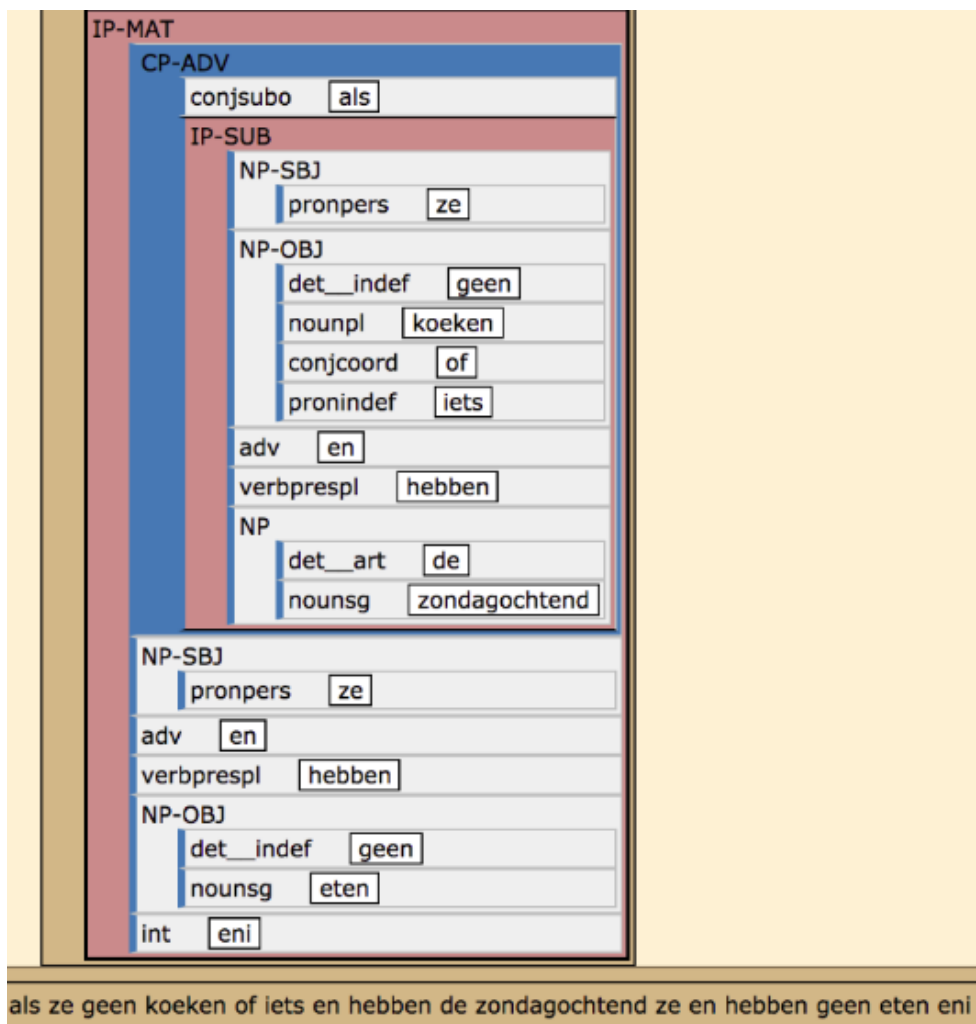 IP-MAT
CP-ADV
conjsubo als
IP-SUB
NP-SBJ
pronpers ze
NP-OBJ
det__indef geen
nounpl koeken
conjcoord of
pronindef iets
adv en
verbprespl hebben
NP
det__art de
nounsg zondagochtend
NP-SBJ
pronpers ze
adv en
verbprespl hebben
NP-OBJ
det__indef geen
nounsg eten
int eni
als ze geen koeken of iets en hebben de zondagochtend ze en hebben geen eten eni